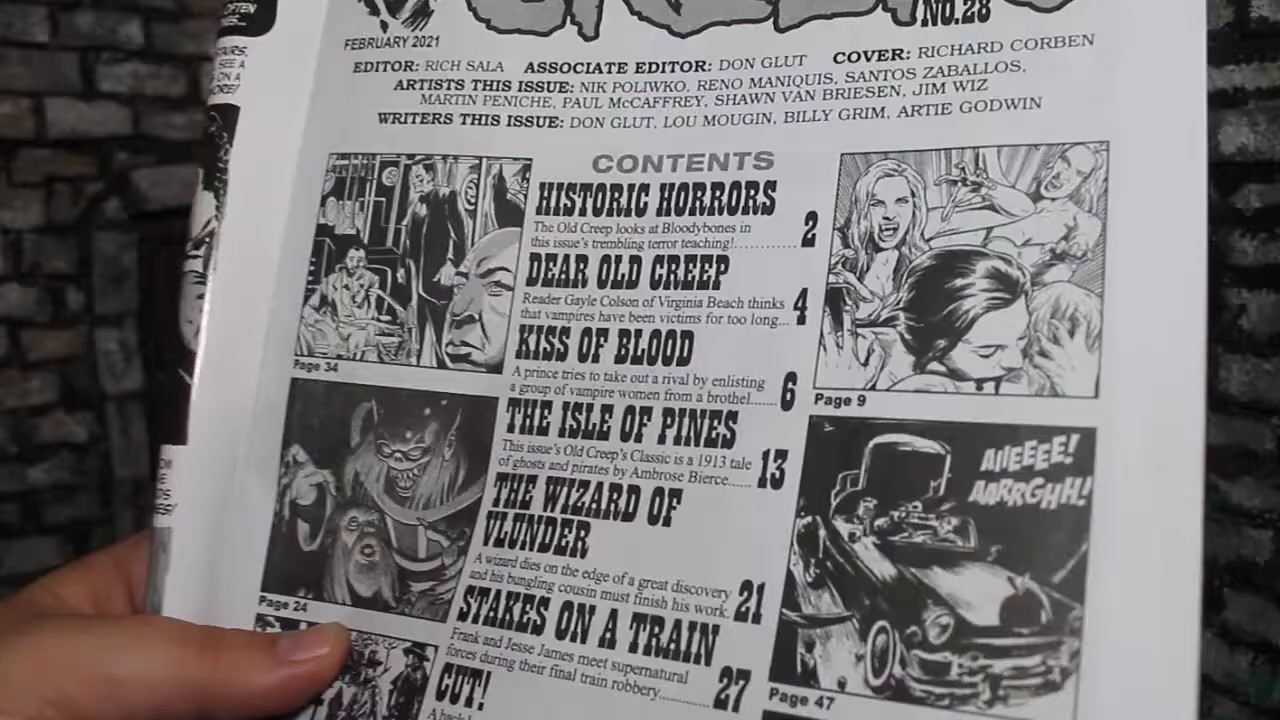 NO.28
FEBRUARY 2021
EDITOR: RICH SALA ASSOCIATE EDITOR: DON GLUT COVER: RICHARD CORBEN
ARTISTS THIS ISSUE: NIK POLIWKO, RENO MANIQUIS, SANTOS ZABALLOS,
MARTIN PENICHE, PAUL McCAFFREY, SHAWN VAN BRIESEN, JIM WIZ
WRITERS THIS ISSUE: DON GLUT, LOU MOUGIN, BILLY GRIM, ARTIE GODWIN
CONTENTS
HISTORIC HORRORS
The Old Creep looks at Bloodybones in
this issue's trembling terror teaching!............. 2
DEAR OLD CREEP
Reader Gayle Colson of Virginia Beach thinks
that vampires have been victims for too long... 4
KISS OF BLOOD
A prince tries to take out a rival by enlisting
a group of vampire women from a brothel...... 6
THE ISLE OF PINES
This issue's Old Creep's Classic is a 1913 tale
of ghosts and pirates by Ambrose Bierce...... 13
THE WIZARD OF
VLUNDER
A wizard dies on the edge of a great discovery
and his bungling cousin must finish his work. 21
STAKES ON A TRAIN
Frank and Jesse James meet supernatural
forces during their final train robbery............ 27
CUT!
Page 34
Page 24
Page 9
AIIEEEE!
AARRGHH!
Page 47